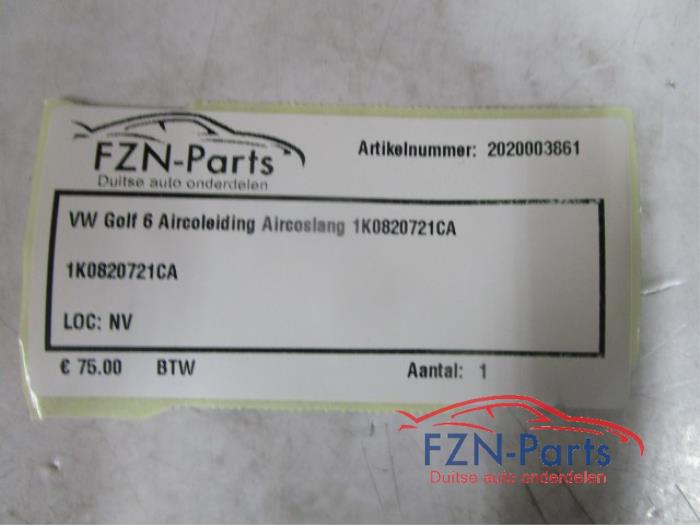 FZN-Parts
Duitse auto onderdelen
Artikelnummer: 2020003861
VW Golf 6 Aircoleiding Aircoslang 1K0820721CA
1K0820721CA
LOC: NV
€ 75.00 BTW Aantal: 1
FZN-Parts
Duitse auto onderdelen